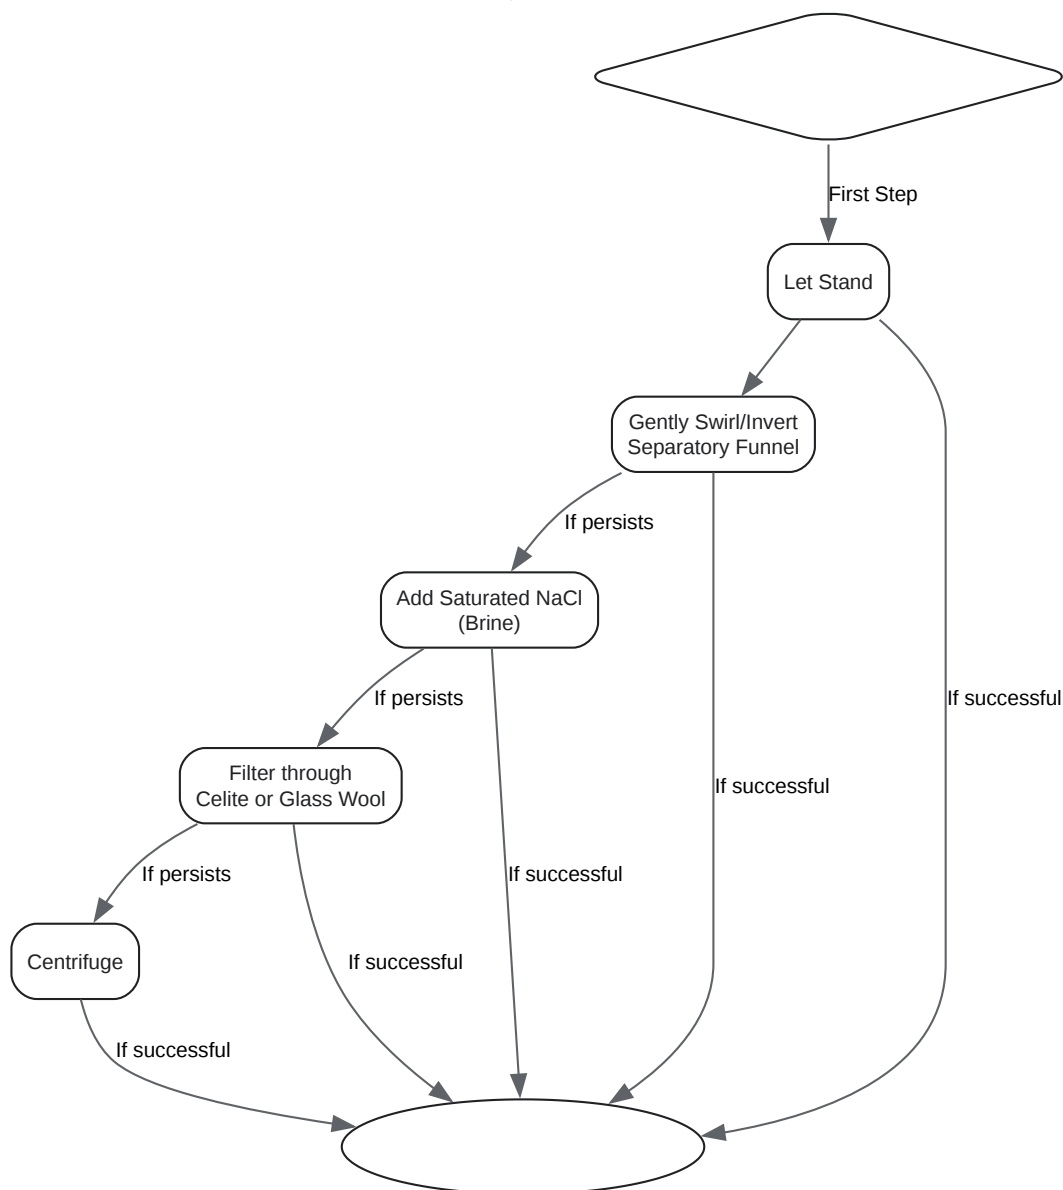 First Step
Let Stand
Gently Swirl/Invert
Separatory Funnel
If persists
Add Saturated NaCl
(Brine)
If persists
If successful
Filter through
Celite or Glass Wool
If successful
If persists
If successful
Centrifuge
If successful
If successful